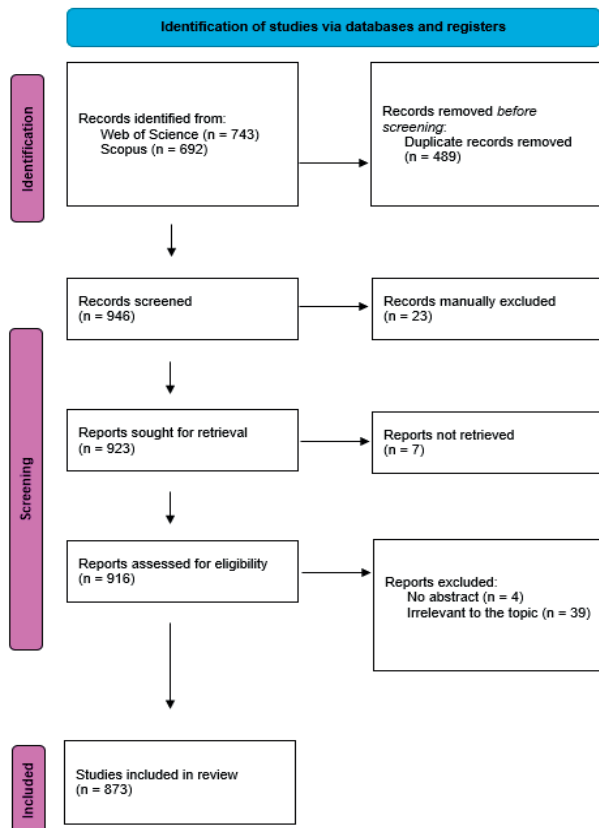 Identification of studies via databases and registers
Identification
Records identified from:
Web of Science (n = 743)
Scopus (n = 692)
Records removed before
screening:
Duplicate records removed
(n = 489)
Screening
Records screened
(n = 946)
Records manually excluded
(n = 23)
Reports sought for retrieval
(n = 923)
Reports not retrieved
(n = 7)
Reports assessed for eligibility
(n = 916)
Reports excluded:
No abstract (n = 4)
Irrelevant to the topic (n = 39)
Included
Studies included in review
(n = 873)